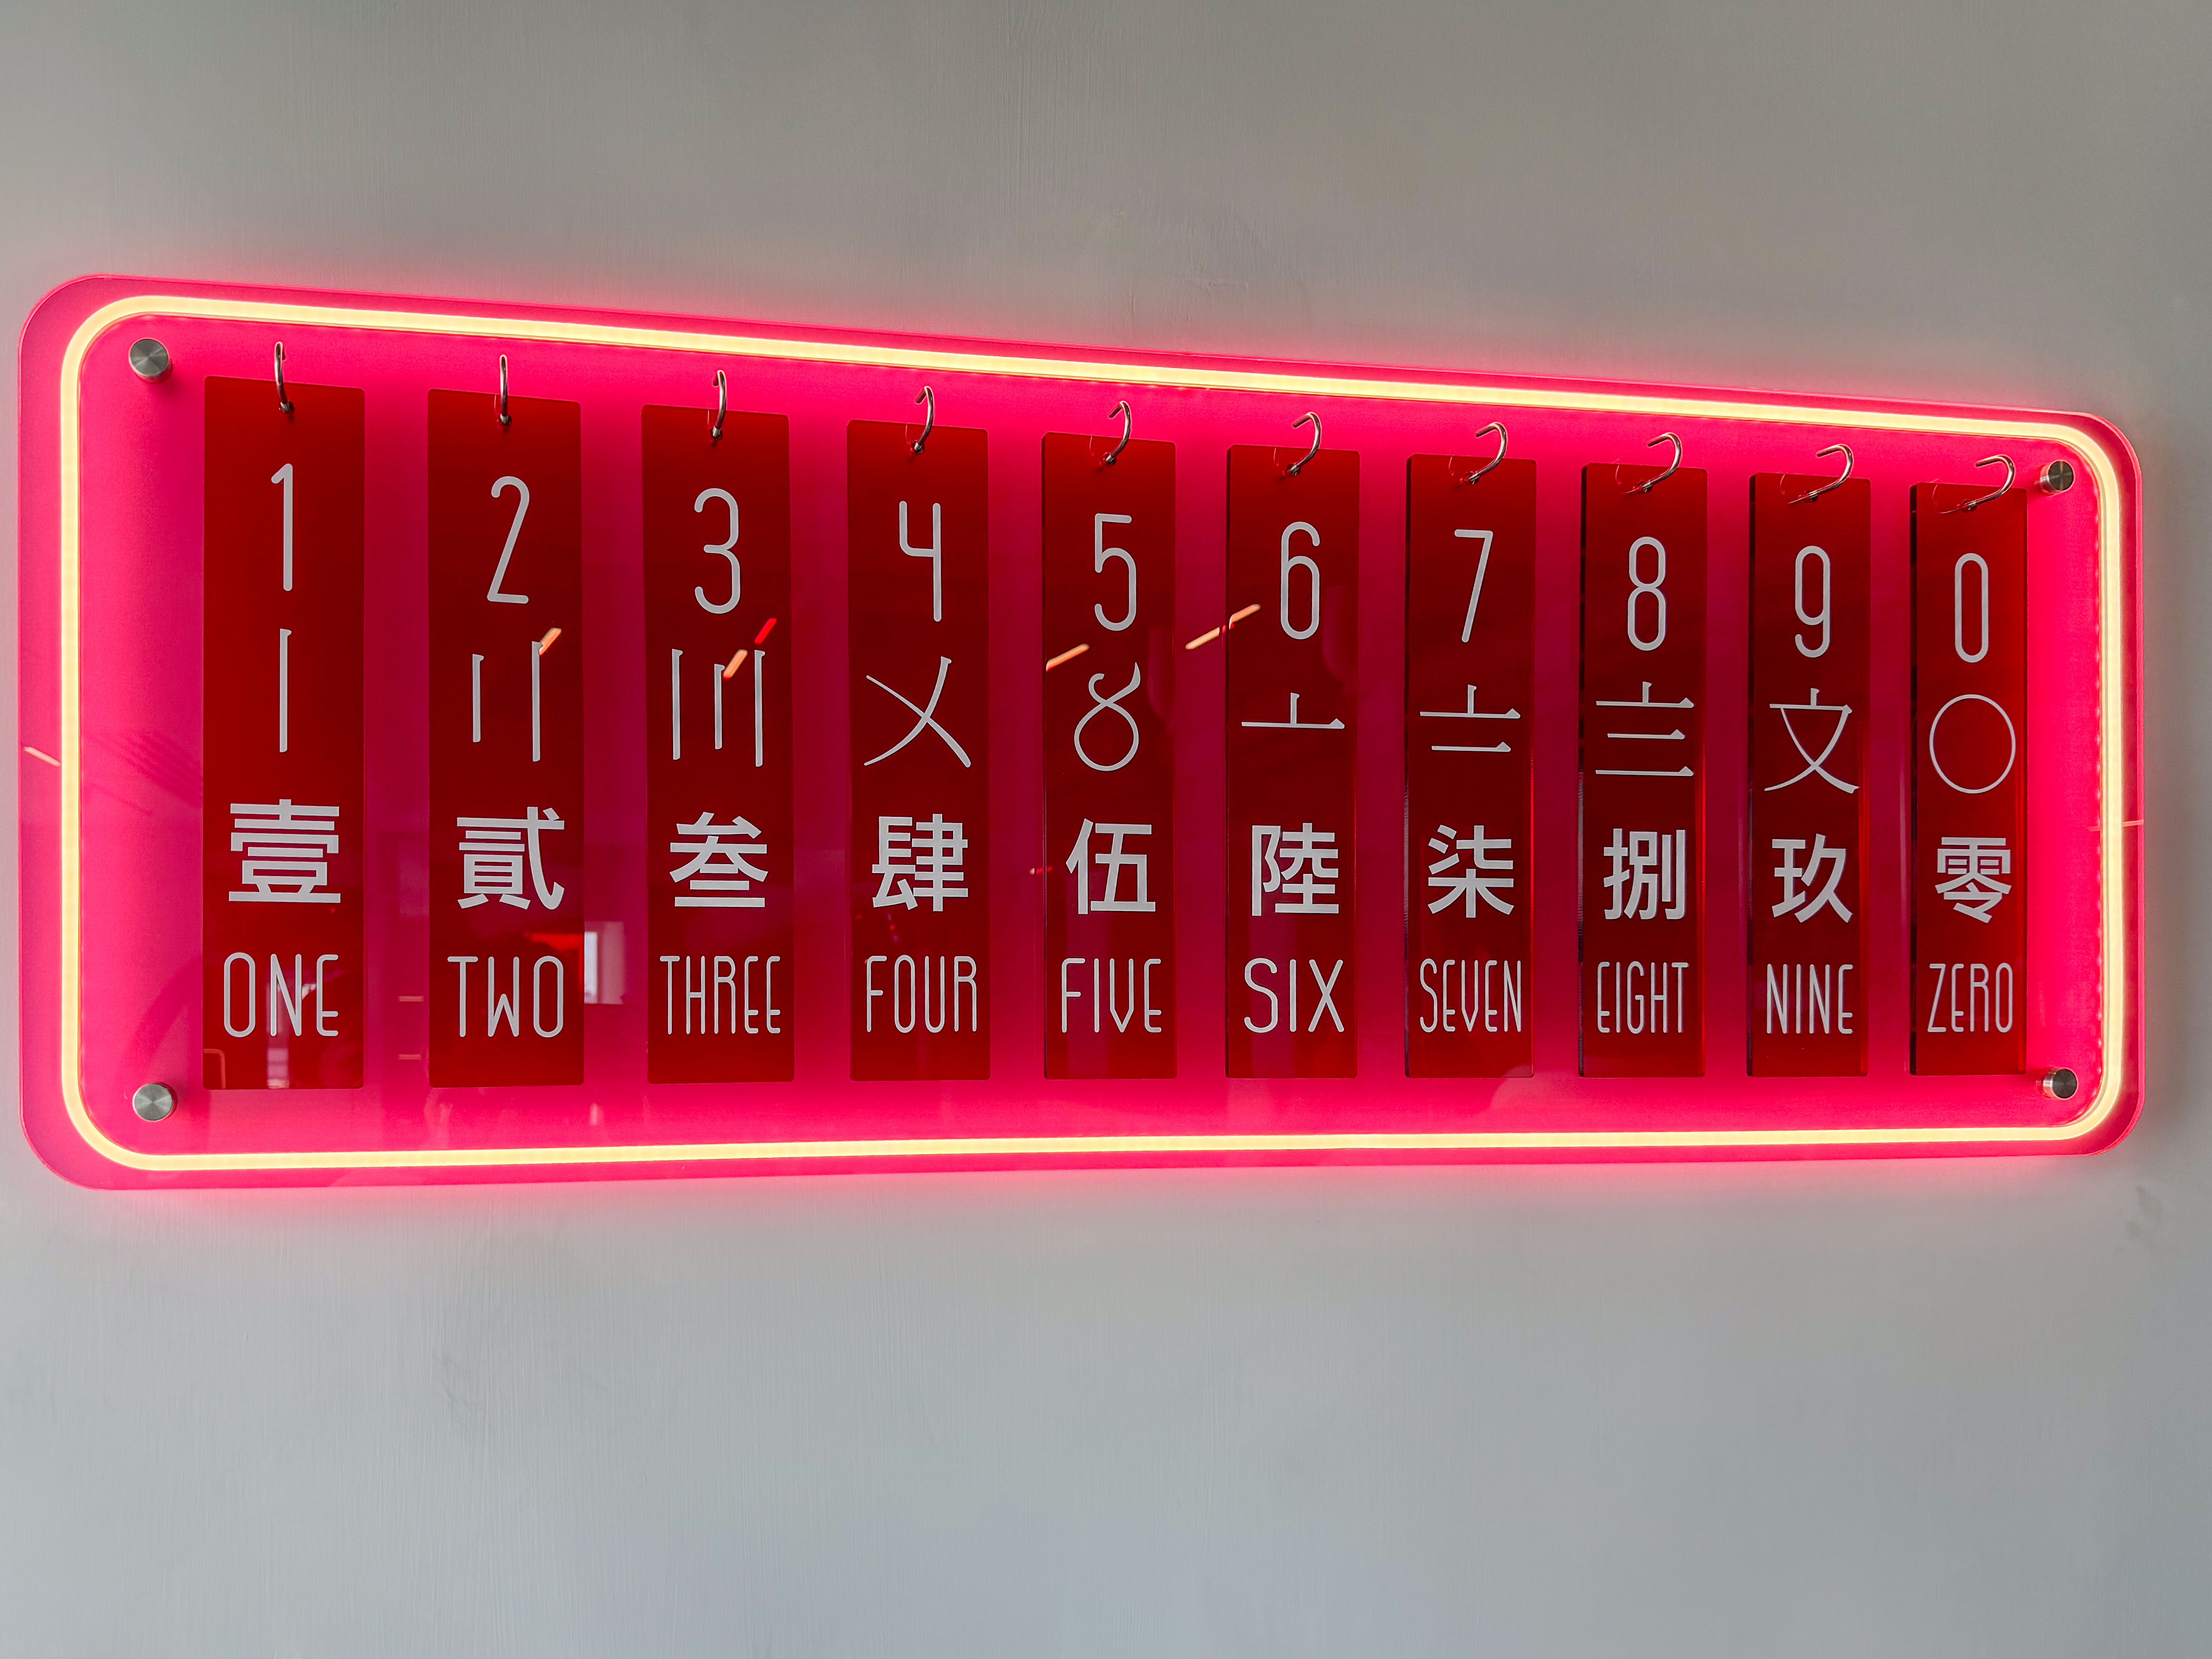 1 2 3 4 5 6 7 8 9 0
〡 〢 〣 〤 〥 〦 〧 〨 文 〇
壹 貳 叁 肆 伍 陸 柒 捌 玖 零
ONE TWO THREE FOUR FIVE SIX SEVEN EIGHT NINE ZERO